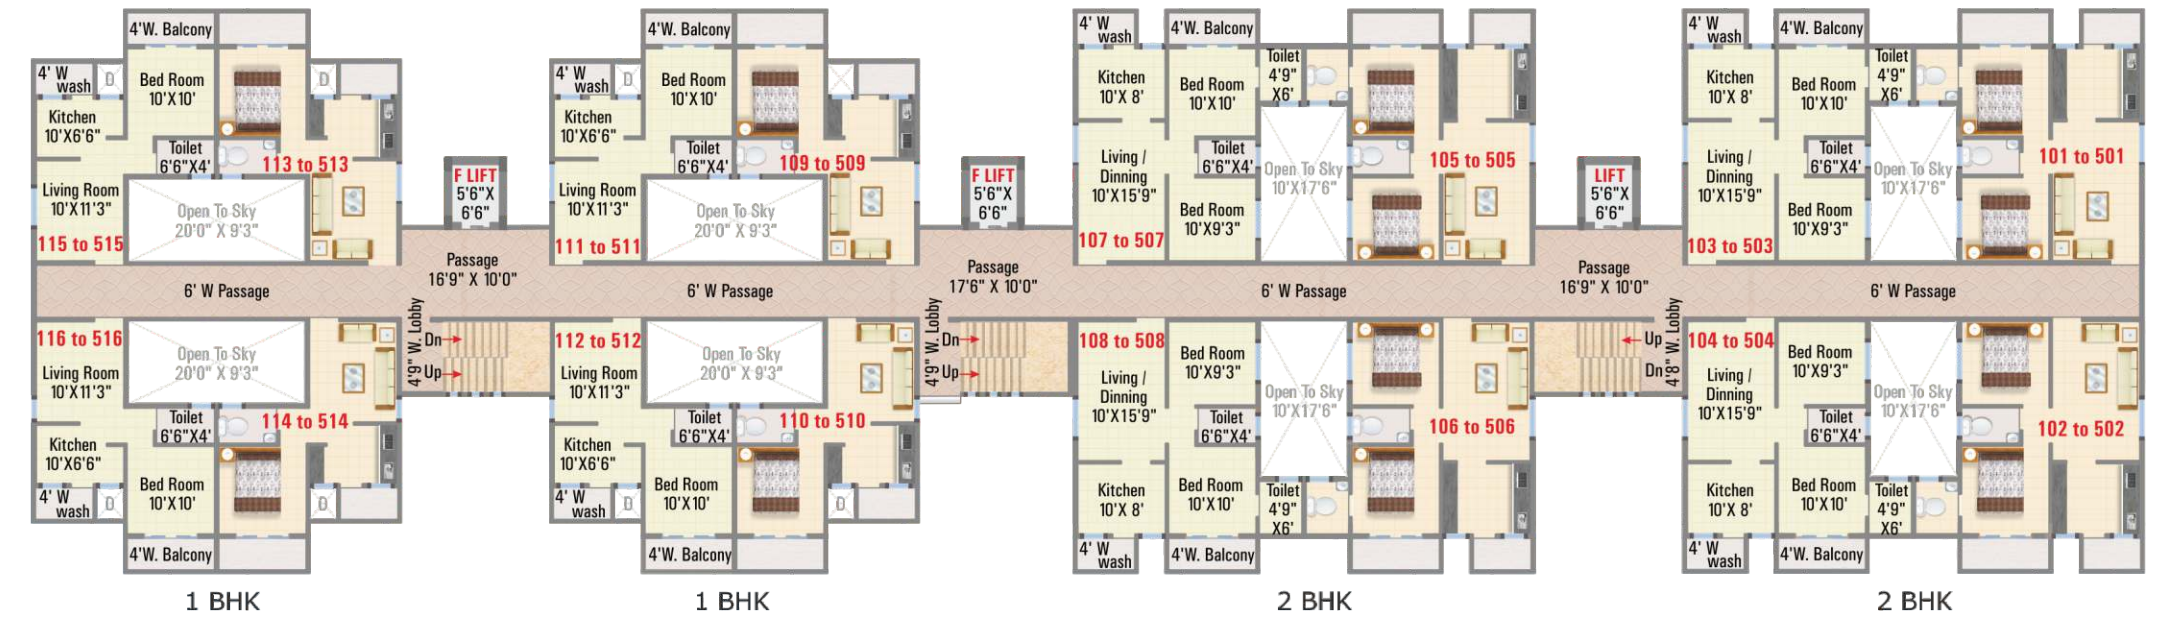 4'W. Balcony
4' W
wash
D
Bed Room
10'X10'
D
Kitchen
10'X6'6"
Toilet
6'6"X4'
113 to 513
Living Room
10'X11'3"
Open To Sky
20'0" X 9'3"
115 to 515
F LIFT
5'6"X
6'6"
Passage
16'9" X 10'0"
6' W Passage
116 to 516
Living Room
10'X11'3"
Open To Sky
20'0" X 9'3"
Toilet
6'6"X4'
114 to 514
Kitchen
10'X6'6"
4' W
wash
D
Bed Room
10'X10'
D
4'W. Balcony
1 BHK
4'9" W. Lobby
Dn
Up
4'W. Balcony
4' W
wash
D
Bed Room
10'X10'
Kitchen
10'X6'6"
Toilet
6'6"X4'
109 to 509
Living Room
10'X11'3"
Open To Sky
20'0" X 9'3"
111 to 511
F LIFT
5'6"X
6'6"
Passage
17'6" X 10'0"
6' W Passage
112 to 512
Living Room
10'X11'3"
Open To Sky
20'0" X 9'3"
Toilet
6'6"X4'
110 to 510
Kitchen
10'X6'6"
4' W
wash
D
Bed Room
10'X10'
D
4'W. Balcony
1 BHK
4'9" W. Lobby
Dn
Up
4' W
wash
4'W. Balcony
Kitchen
10'X 8'
Bed Room
10'X10'
Toilet
4'9"
X6'
Living /
Dinning
10'X15'9"
Toilet
6'6"X4'
Open To Sky
10'X17'6"
105 to 505
Bed Room
10'X9'3"
107 to 507
LIFT
5'6"X
6'6"
Passage
16'9" X 10'0"
6' W Passage
108 to 508
Bed Room
10'X9'3"
Living /
Dinning
10'X15'9"
Open To Sky
10'X17'6"
Toilet
6'6"X4'
106 to 506
Kitchen
10'X 8'
Bed Room
10'X10'
Toilet
4'9"
X6'
4' W
wash
4'W. Balcony
2 BHK
Up
Dn
4'8" W. Lobby
4' W
wash
4'W. Balcony
Kitchen
10'X 8'
Bed Room
10'X10'
Toilet
4'9"
X6'
Living /
Dinning
10'X15'9"
Toilet
6'6"X4'
Open To Sky
10'X17'6"
101 to 501
Bed Room
10'X9'3"
103 to 503
6' W Passage
104 to 504
Bed Room
10'X9'3"
Living /
Dinning
10'X15'9"
Open To Sky
10'X17'6"
Toilet
6'6"X4'
102 to 502
Kitchen
10'X 8'
Bed Room
10'X10'
Toilet
4'9"
X6'
4' W
wash
4'W. Balcony
2 BHK